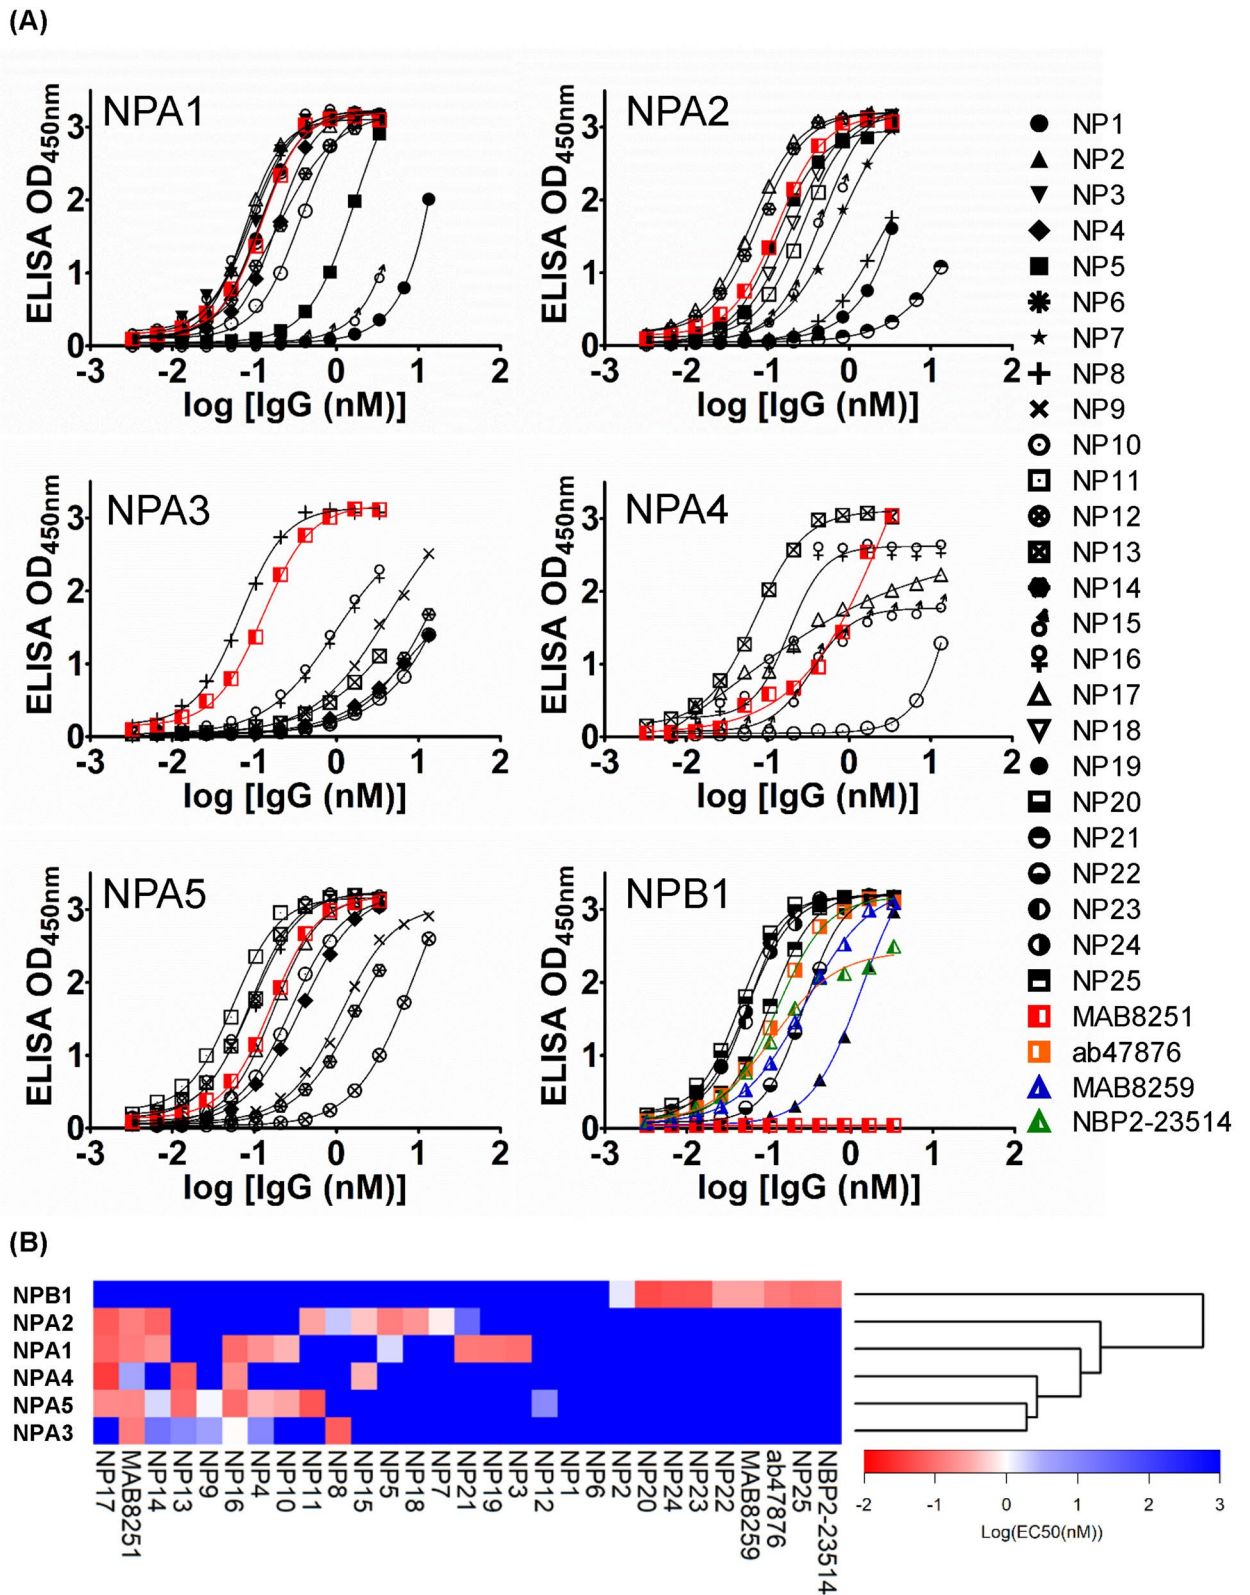 (A)
NPA1
ELISA OD450nm
3
2
1
0
-3 -2 -1 0 1 2
log [IgG (nM)]
NPA2
ELISA OD450nm
3
2
1
0
-3 -2 -1 0 1 2
log [IgG (nM)]
NPA3
ELISA OD450nm
3
2
1
0
-3 -2 -1 0 1 2
log [IgG (nM)]
NPA4
ELISA OD450nm
3
2
1
0
-3 -2 -1 0 1 2
log [IgG (nM)]
NPA5
ELISA OD450nm
3
2
1
0
-3 -2 -1 0 1 2
log [IgG (nM)]
NPB1
ELISA OD450nm
3
2
1
0
-3 -2 -1 0 1 2
log [IgG (nM)]
NP1
NP2
NP3
NP4
NP5
NP6
NP7
NP8
NP9
NP10
NP11
NP12
NP13
NP14
NP15
NP16
NP17
NP18
NP19
NP20
NP21
NP22
NP23
NP24
NP25
MAB8251
ab47876
MAB8259
NBP2-23514
(B)
NPB1
NPA2
NPA1
NPA4
NPA5
NPA3
NP17
MAB8251
NP14
NP13
NP9
NP16
NP4
NP10
NP11
NP8
NP15
NP5
NP18
NP7
NP21
NP19
NP3
NP12
NP1
NP6
NP2
NP20
NP24
NP23
NP22
MAB8259
ab47876
NP25
NBP2-23514
-2 -1 0 1 2 3
Log(EC50(nM))